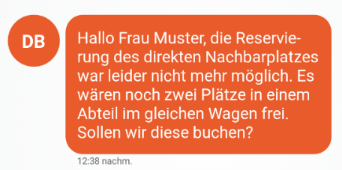 DB
Hallo Frau Muster, die Reservie-
rung des direkten Nachbarplatzes
war leider nicht mehr möglich. Es
wären noch zwei Plätze in einem
Abteil im gleichen Wagen frei.
Sollen wir diese buchen?
12:38 nachm.